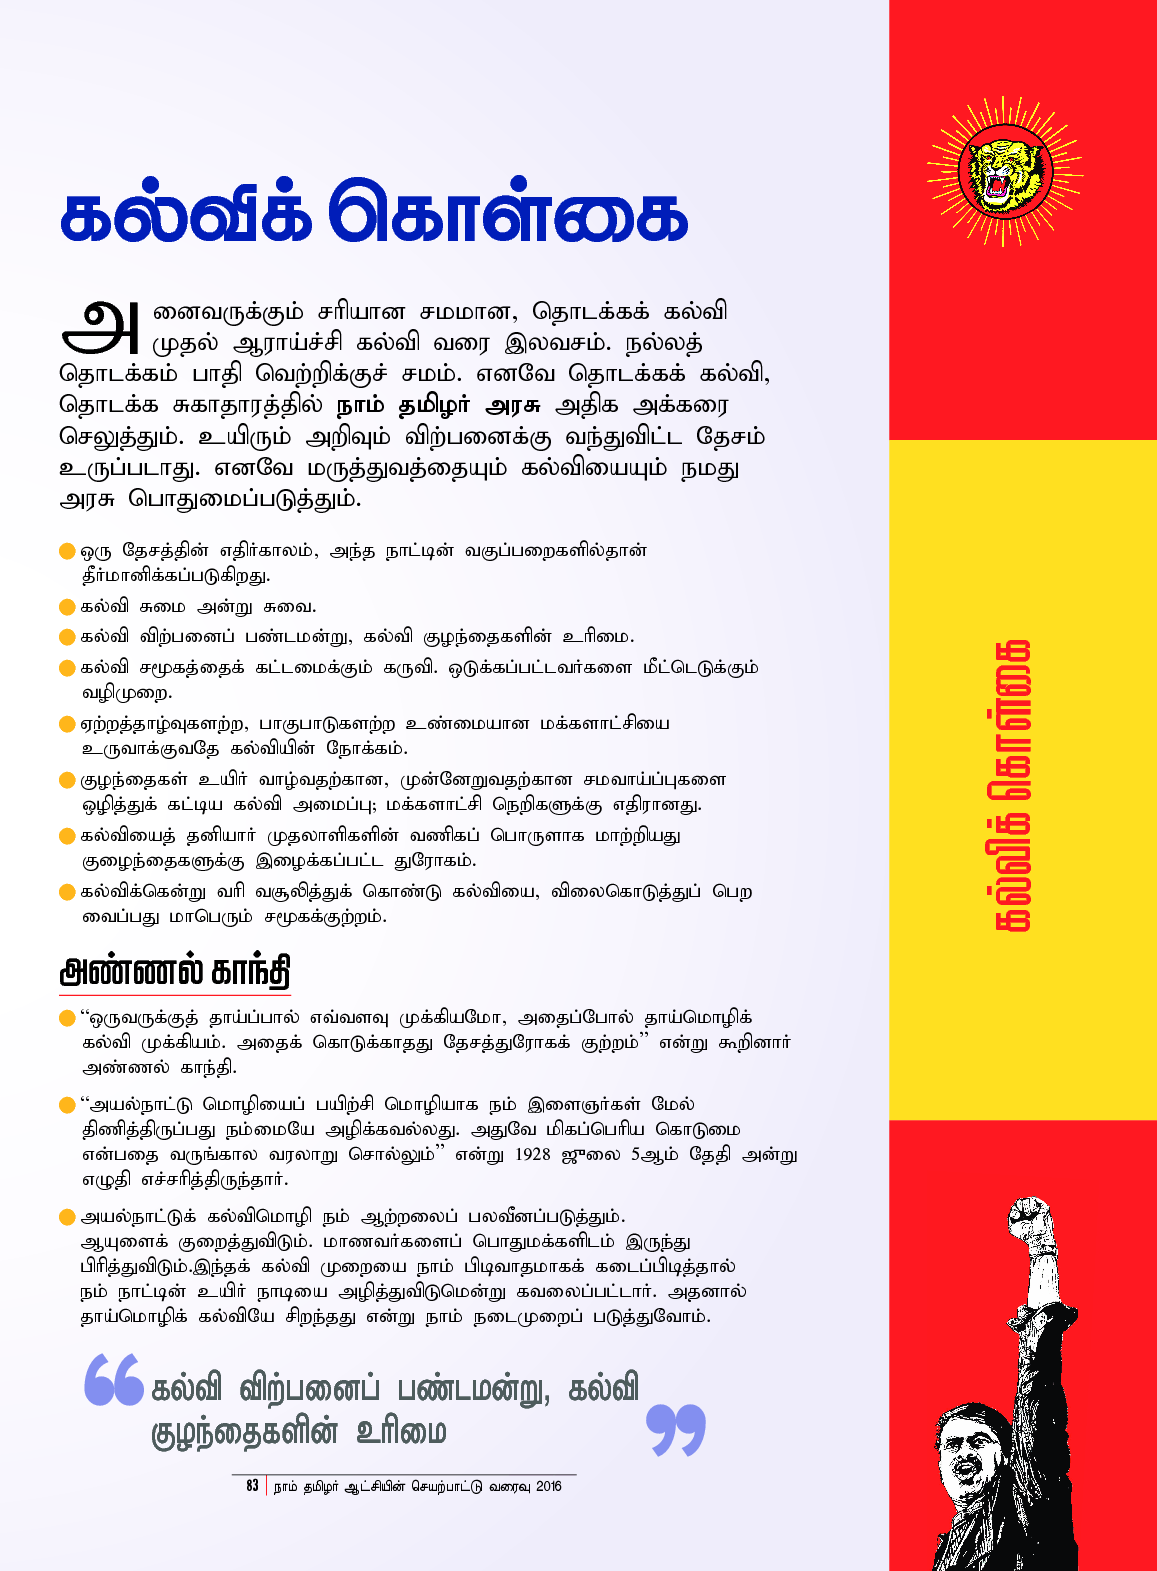 கல்விக் கொள்கை
அனைவருக்கும் சரியான சமமான, தொடக்கக் கல்வி
முதல் ஆராய்ச்சி கல்வி வரை இலவசம். நல்லத்
தொடக்கம் பாதி வெற்றிக்குச் சமம். எனவே தொடக்கக் கல்வி,
தொடக்க சுகாதாரத்தில் நாம் தமிழர் அரசு அதிக அக்கரை
செலுத்தும். உயிரும் அறிவும் விற்பனைக்கு வந்துவிட்ட தேசம்
உருப்படாது. எனவே மருத்துவத்தையும் கல்வியையும் நமது
அரசு பொதுமைப்படுத்தும்.
ஒரு தேசத்தின் எதிர்காலம், அந்த நாட்டின் வகுப்பறைகளில்தான்
தீர்மானிக்கப்படுகிறது.
கல்வி சுமை அன்று சுவை.
கல்வி விற்பனைப் பண்டமன்று, கல்வி குழந்தைகளின் உரிமை.
கல்வி சமூகத்தைக் கட்டமைக்கும் கருவி. ஒடுக்கப்பட்டவர்களை மீட்டெடுக்கும்
வழிமுறை.
ஏற்றத்தாழ்வுகளற்ற, பாகுபாடுகளற்ற உண்மையான மக்களாட்சியை
உருவாக்குவதே கல்வியின் நோக்கம்.
குழந்தைகள் உயிர் வாழ்வதற்கான, முன்னேறுவதற்கான சமவாய்ப்புகளை
ஒழித்துக் கட்டிய கல்வி அமைப்பு; மக்களாட்சி நெறிகளுக்கு எதிரானது.
கல்வியைத் தனியார் முதலாளிகளின் வணிகப் பொருளாக மாற்றியது
குழைந்தைகளுக்கு இழைக்கப்பட்ட துரோகம்.
கல்விக்கென்று வரி வசூலித்துக் கொண்டு கல்வியை, விலைகொடுத்துப் பெற
வைப்பது மாபெரும் சமூகக்குற்றம்.
அண்ணல் காந்தி
“ஒருவருக்குத் தாய்ப்பால் எவ்வளவு முக்கியமோ, அதைப்போல் தாய்மொழிக்
கல்வி முக்கியம். அதைக் கொடுக்காதது தேசத்துரோகக் குற்றம்” என்று கூறினார்
அண்ணல் காந்தி.
“அயல்நாட்டு மொழியைப் பயிற்சி மொழியாக நம் இளைஞர்கள் மேல்
திணித்திருப்பது நம்மையே அழிக்கவல்லது. அதுவே மிகப்பெரிய கொடுமை
என்பதை வருங்கால வரலாறு சொல்லும்” என்று 1928 ஜுலை 5ஆம் தேதி அன்று
எழுதி எச்சரித்திருந்தார்.
அயல்நாட்டுக் கல்விமொழி நம் ஆற்றலைப் பலவீனப்படுத்தும்.
ஆயுளைக் குறைத்துவிடும். மாணவர்களைப் பொதுமக்களிடம் இருந்து
பிரித்துவிடும்.இந்தக் கல்வி முறையை நாம் பிடிவாதமாகக் கடைப்பிடித்தால்
நம் நாட்டின் உயிர் நாடியை அழித்துவிடுமென்று கவலைப்பட்டார். அதனால்
தாய்மொழிக் கல்வியே சிறந்தது என்று நாம் நடைமுறைப் படுத்துவோம்.
“கல்வி விற்பனைப் பண்டமன்று, கல்வி
குழந்தைகளின் உரிமை”
83 | நாம் தமிழர் ஆட்சியின் செயற்பாட்டு வரைவு 2016
கல்விக் கொள்கை